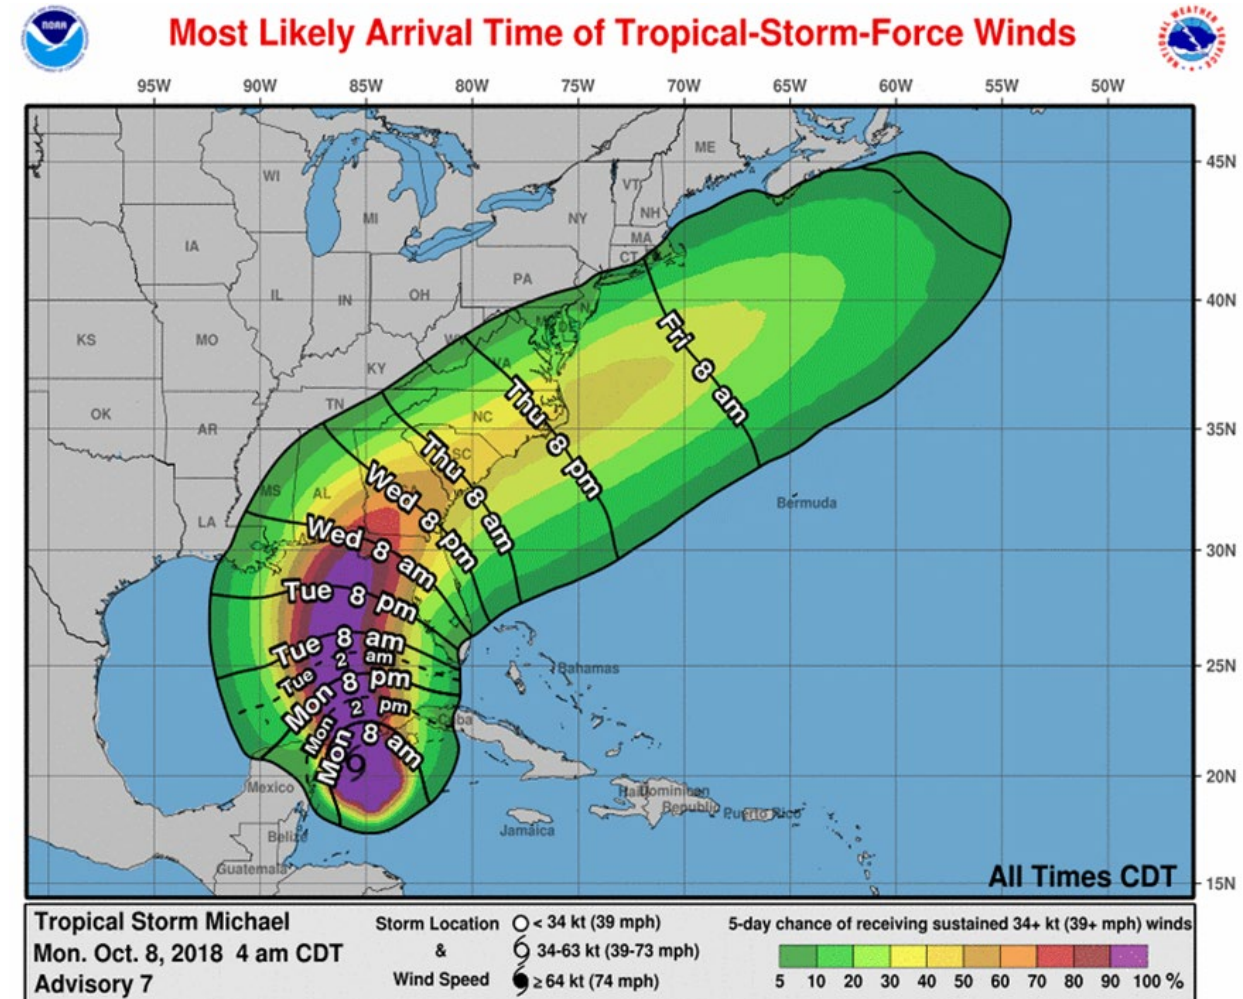 NOAA
Most Likely Arrival Time of Tropical-Storm-Force Winds
NATIONAL WEATHER SERVICE
95W 90W 85W 80W 75W 70W 65W 60W 55W 50W
45N
40N
35N
30N
25N
20N
15N
ME
WI
VT
MI
NY
NH
MA
IA
CT
PA
IL
IN
OH
KS
MO
VA
KY
TN
NC
OK
AR
SC
MS
AL
LA
Bermuda
Bahamas
Cuba
Mexico
Dominican
Republic
Puerto Rico
Jamaica
Belize
Guatemala
Fri 8 am
Thu 8 pm
Thu 8 am
Wed 8 pm
Wed 8 am
Tue 8 pm
Tue 8 am
Tue 2 am
Mon 8 pm
Mon 2 pm
Mon 8 am
All Times CDT
Tropical Storm Michael
Mon. Oct. 8, 2018 4 am CDT
Advisory 7
Storm Location
&
Wind Speed
< 34 kt (39 mph)
34-63 kt (39-73 mph)
≥ 64 kt (74 mph)
5-day chance of receiving sustained 34+ kt (39+ mph) winds
5 10 20 30 40 50 60 70 80 90 100 %